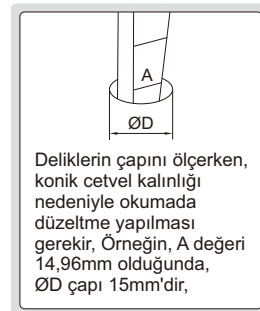 A
ØD
Deliklerin çapını ölçerken,
konik cetvel kalınlığı
nedeniyle okumada
düzeltme yapılması
gerekir, Örneğin, A değeri
14,96mm olduğunda,
ØD çapı 15mm'dir,